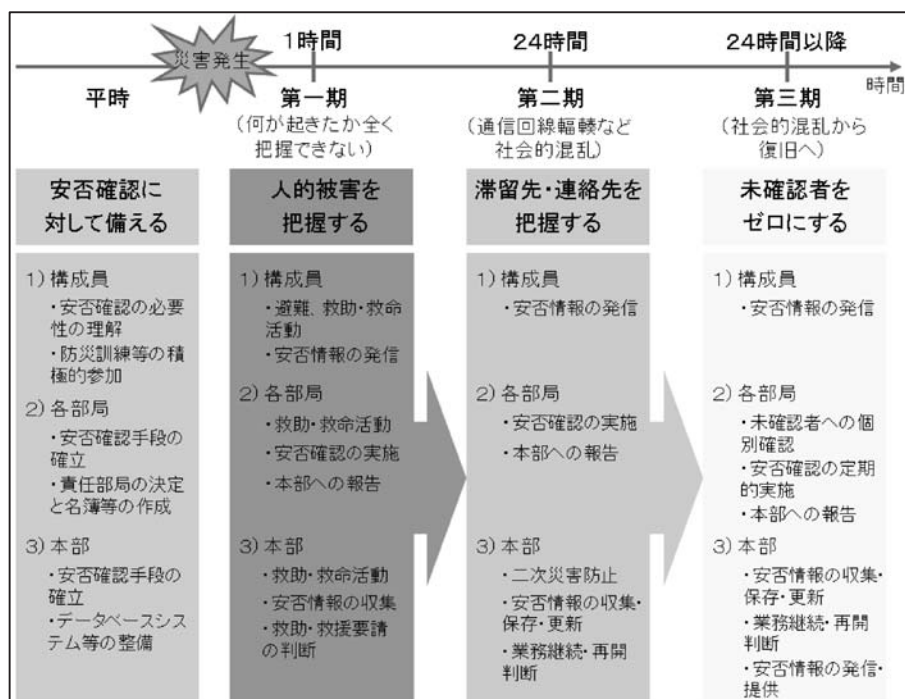 災害発生
1時間
24時間
24時間以降
時間
平時
第一期
(何が起きたか全く
把握できない)
第二期
(通信回線輻輳など
社会的混乱)
第三期
(社会的混乱から
復旧へ)
安否確認に
対して備える
人的被害を
把握する
滞留先・連絡先を
把握する
未確認者を
ゼロにする
1)構成員
・安否確認の必要
性の理解
・防災訓練等の積
極的参加
2)各部局
・安否確認手段の
確立
・責任部局の決定
と名簿等の作成
3)本部
・安否確認手段の
確立
・データベースシス
テム等の整備
1)構成員
・避難、救助・救命
活動
・安否情報の発信
2)各部局
・救助・救命活動
・安否確認の実施
・本部への報告
3)本部
・救助・救命活動
・安否情報の収集
・救助・救援要請
の判断
1)構成員
・安否情報の発信
2)各部局
・安否確認の実施
・本部への報告
3)本部
・二次災害防止
・安否情報の収集・
保存・更新
・業務継続・再開
判断
1)構成員
・安否情報の発信
2)各部局
・未確認者への個
別確認
・安否確認の定期
的実施
・本部への報告
3)本部
・安否情報の収集・
保存・更新
・業務継続・再開
判断
・安否情報の発信・
提供